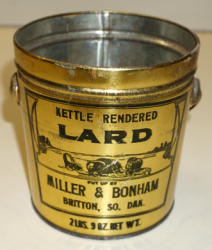 KETTLE RENDERED
LARD
PUT UP BY
MILLER & BONHAM
BRITTON, SO. DAK.
2 LBS. 9 OZ. NET WT.